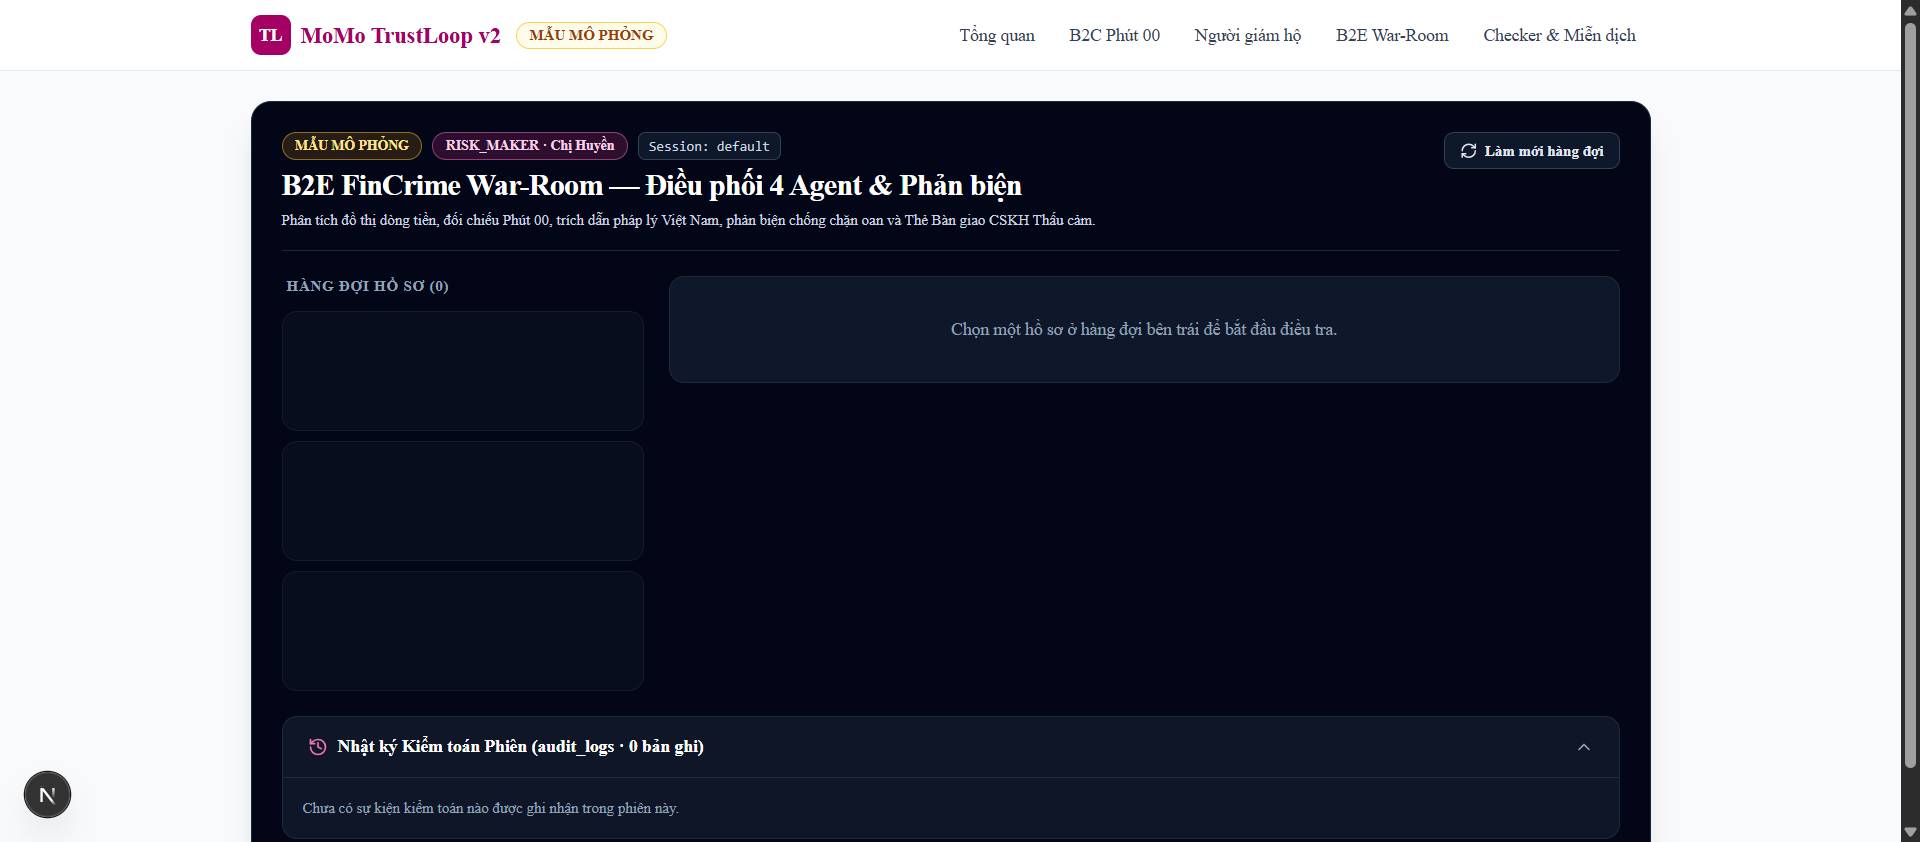 TL MoMo TrustLoop v2 MẪU MÔ PHỎNG Tổng quan B2C Phút 00 Người giám hộ B2E War-Room Checker & Miễn dịch
MẪU MÔ PHỎNG RISK_MAKER · Chị Huyền Session: default Làm mới hàng đợi
B2E FinCrime War-Room — Điều phối 4 Agent & Phản biện
Phân tích đồ thị dòng tiền, đối chiếu Phút 00, trích dẫn pháp lý Việt Nam, phản biện chống chặn oan và Thẻ Bàn giao CSKH Thấu cảm.
HÀNG ĐỢI HỒ SƠ (0)
Chọn một hồ sơ ở hàng đợi bên trái để bắt đầu điều tra.
Nhật ký Kiểm toán Phiên (audit_logs · 0 bản ghi)
Chưa có sự kiện kiểm toán nào được ghi nhận trong phiên này.
N